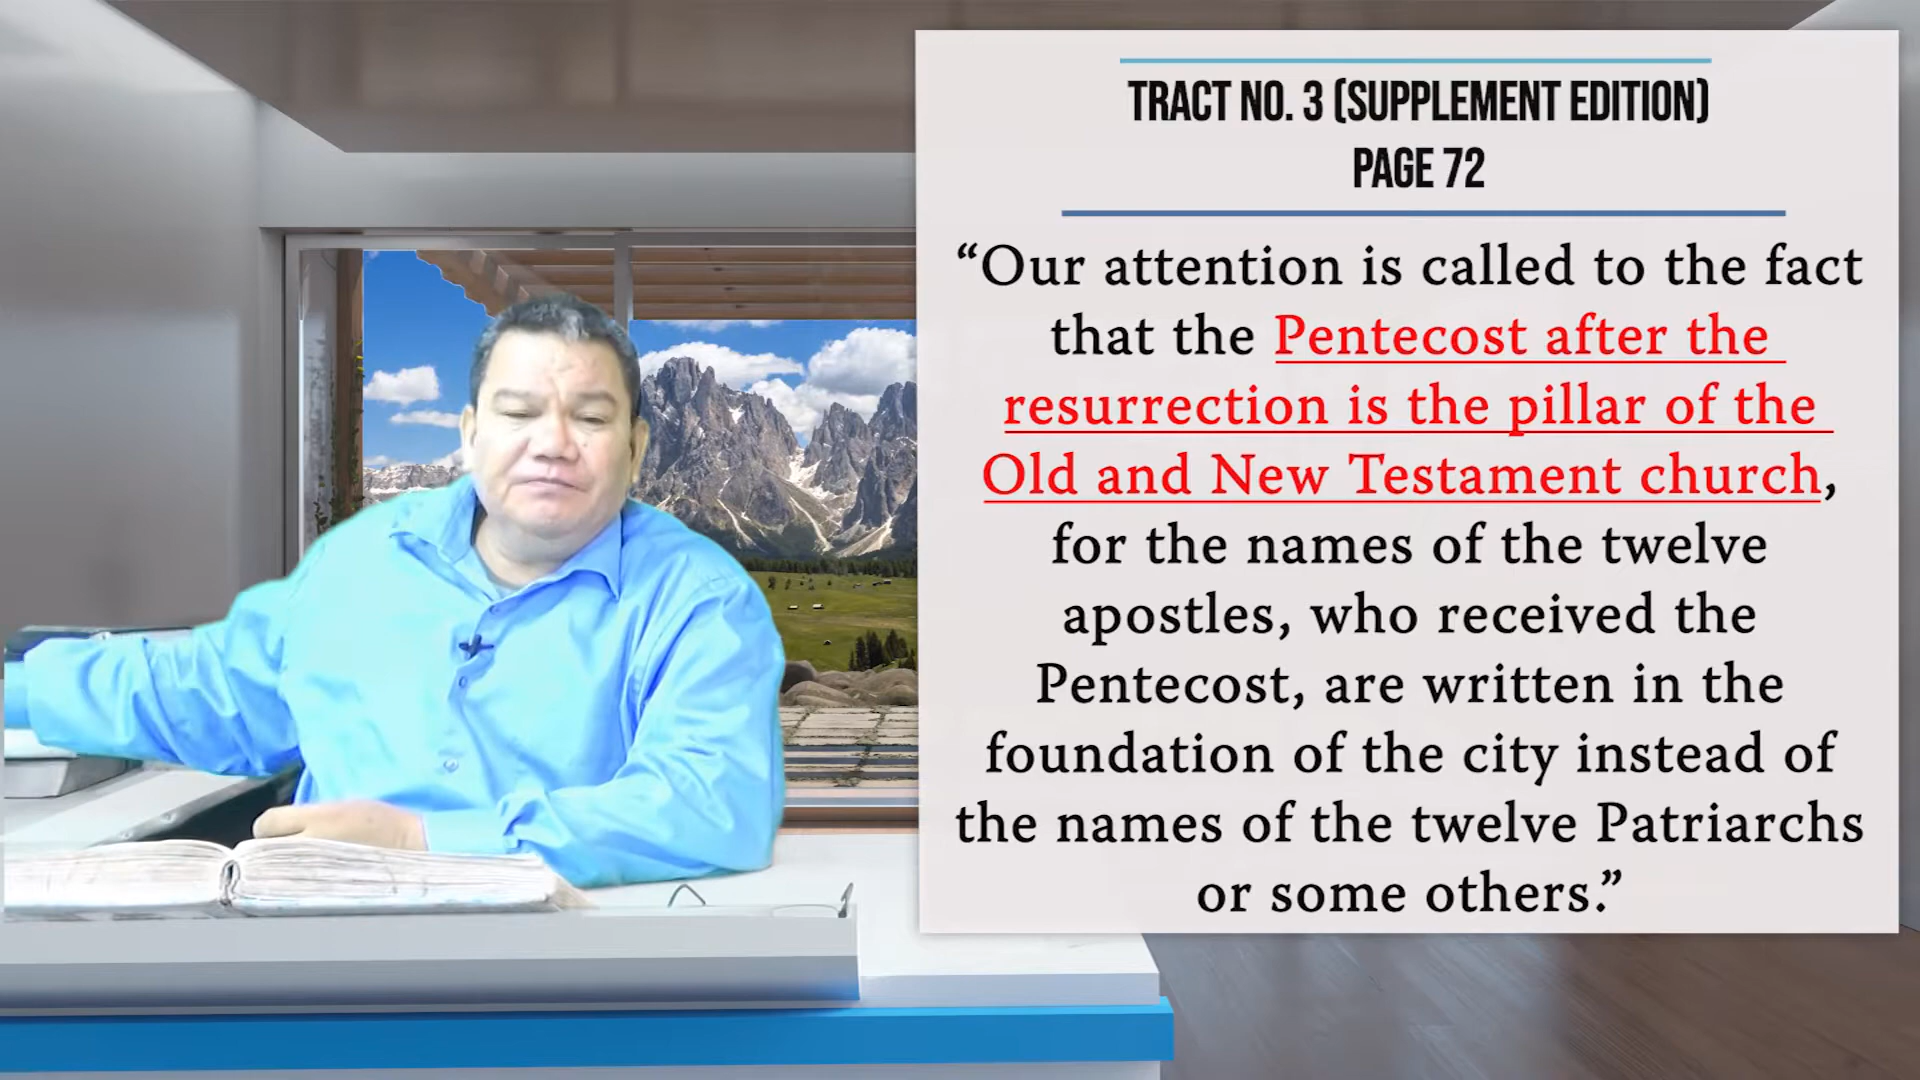 TRACT NO. 3 (SUPPLEMENT EDITION)
PAGE 72
“Our attention is called to the fact
that the Pentecost after the
resurrection is the pillar of the
Old and New Testament church,
for the names of the twelve
apostles, who received the
Pentecost, are written in the
foundation of the city instead of
the names of the twelve Patriarchs
or some others.”